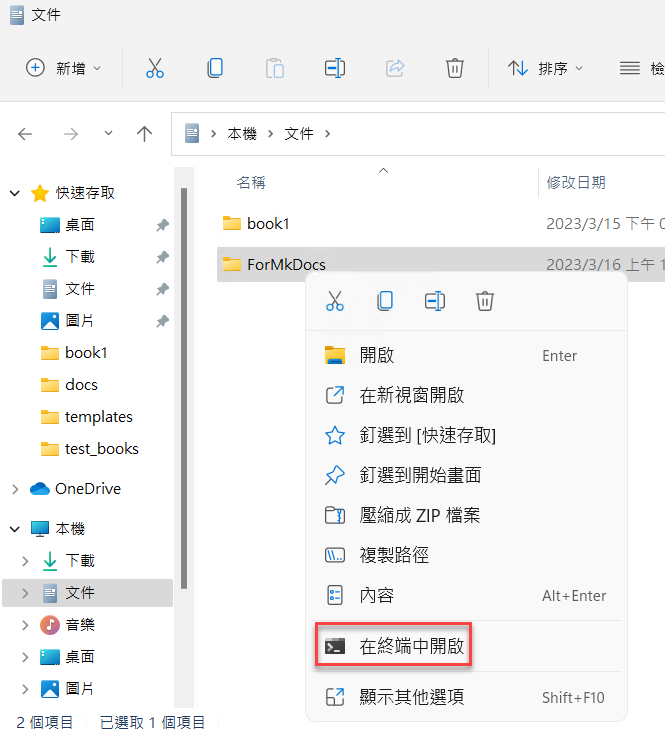 文件
新增
排序
檢
本機 文件
名稱 修改日期
book1 2023/3/15 下午 0
ForMkDocs 2023/3/16 上午 1
快速存取
桌面
下載
文件
圖片
book1
docs
templates
test_books
OneDrive
本機
下載
文件
音樂
桌面
圖片
開啟 Enter
在新視窗開啟
釘選到 [快速存取]
釘選到開始畫面
壓縮成 ZIP 檔案
複製路徑
內容 Alt+Enter
在終端中開啟
顯示其他選項 Shift+F10
2 個項目 已選取 1 個項目